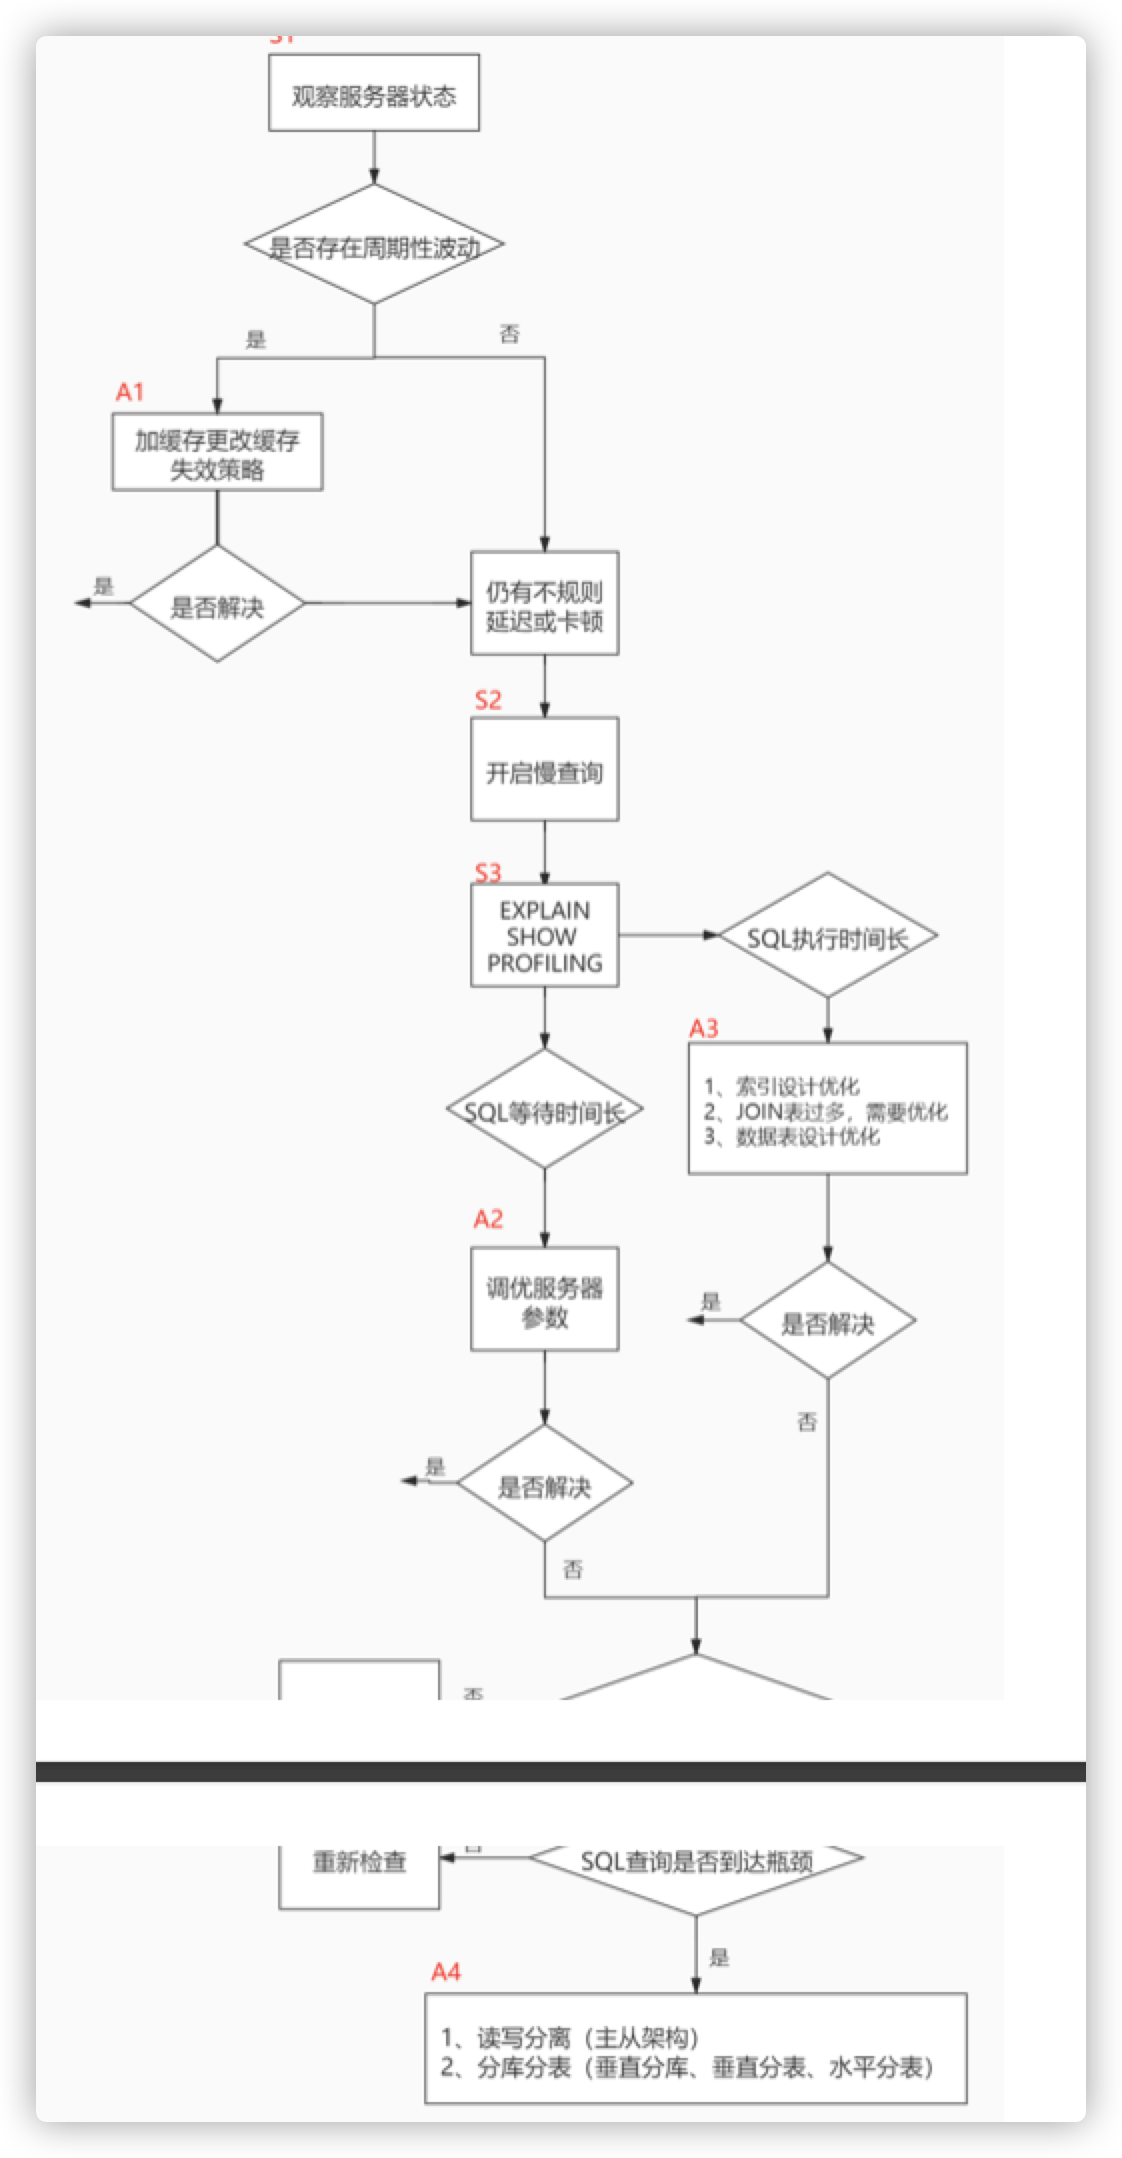 观察服务器状态
是否存在周期性波动
是
否
A1
加缓存更改缓存
失效策略
是
是否解决
仍有不规则
延迟或卡顿
S2
开启慢查询
S3
EXPLAIN
SHOW
PROFILING
SQL执行时间长
A3
1、索引设计优化
2、JOIN表过多，需要优化
3、数据表设计优化
SQL等待时间长
A2
调优服务器
参数
是
是否解决
否
是
是否解决
否
否
重新检查
SQL查询是否到达瓶颈
是
A4
1、读写分离（主从架构）
2、分库分表（垂直分库、垂直分表、水平分表）